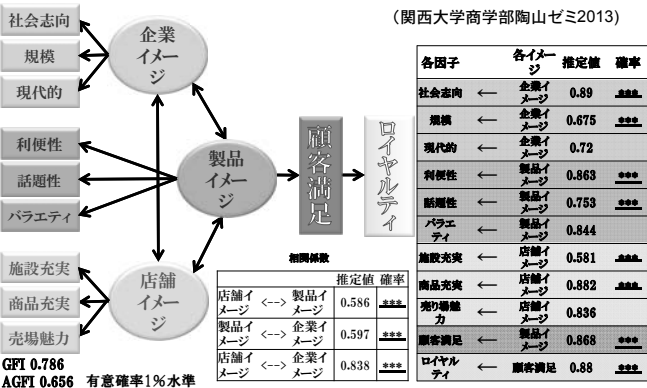 (関西大学商学部陶山ゼミ2013)
社会志向
規模
現代的
企業
イメー
ジ
利便性
話題性
バラエティ
製品
イメー
ジ
顧客満足
ロイヤルティ
施設充実
商品充実
売場魅力
店舗
イメー
ジ
GFI 0.786
AGFI 0.656 有意確率1%水準
相関係数
推定値 確率
店舗イ
メージ <--> 製品イ
メージ 0.586 ***
製品イ
メージ <--> 企業イ
メージ 0.597 ***
店舗イ
メージ <--> 企業イ
メージ 0.838 ***
各因子 各イメー
ジ 推定値 確率
社会志向 ← 企業イ
メージ 0.89 ***
規模 ← 企業イ
メージ 0.675 ***
現代的 ← 企業イ
メージ 0.72
利便性 ← 製品イ
メージ 0.863 ***
話題性 ← 製品イ
メージ 0.753 ***
バラエ
ティ ← 製品イ
メージ 0.844
施設充実 ← 店舗イ
メージ 0.581 ***
商品充実 ← 店舗イ
メージ 0.882 ***
売り場魅
力 ← 店舗イ
メージ 0.836
顧客満足 ← 製品イ
メージ 0.868 ***
ロイヤル
ティ ← 顧客満足 0.88 ***